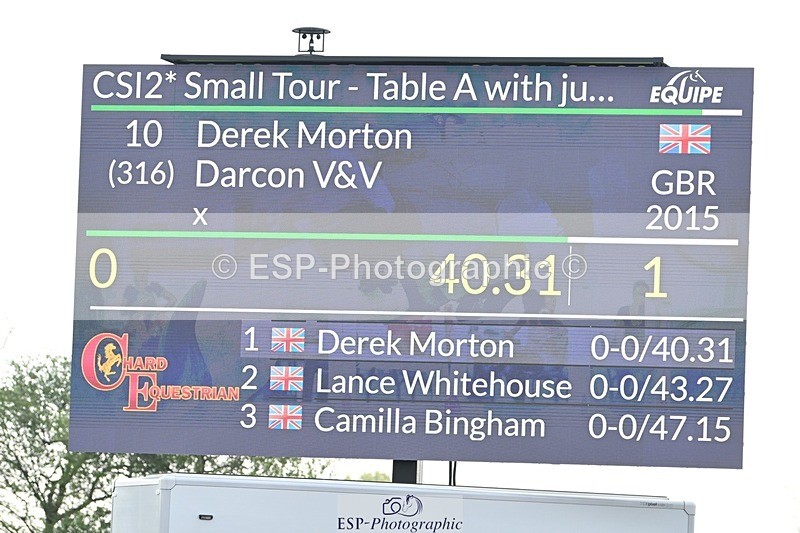 CSI2* Small Tour - Table A with ju...
EQUIPE
10 Derek Morton
(316) Darcon V&V
GBR
x 2015
0 40.31 1
© ESP-Photographic ©
1 Derek Morton 0-0/40.31
2 Lance Whitehouse 0-0/43.27
3 Camilla Bingham 0-0/47.15
CHARD
EQUESTRIAN
ESP-Photographic